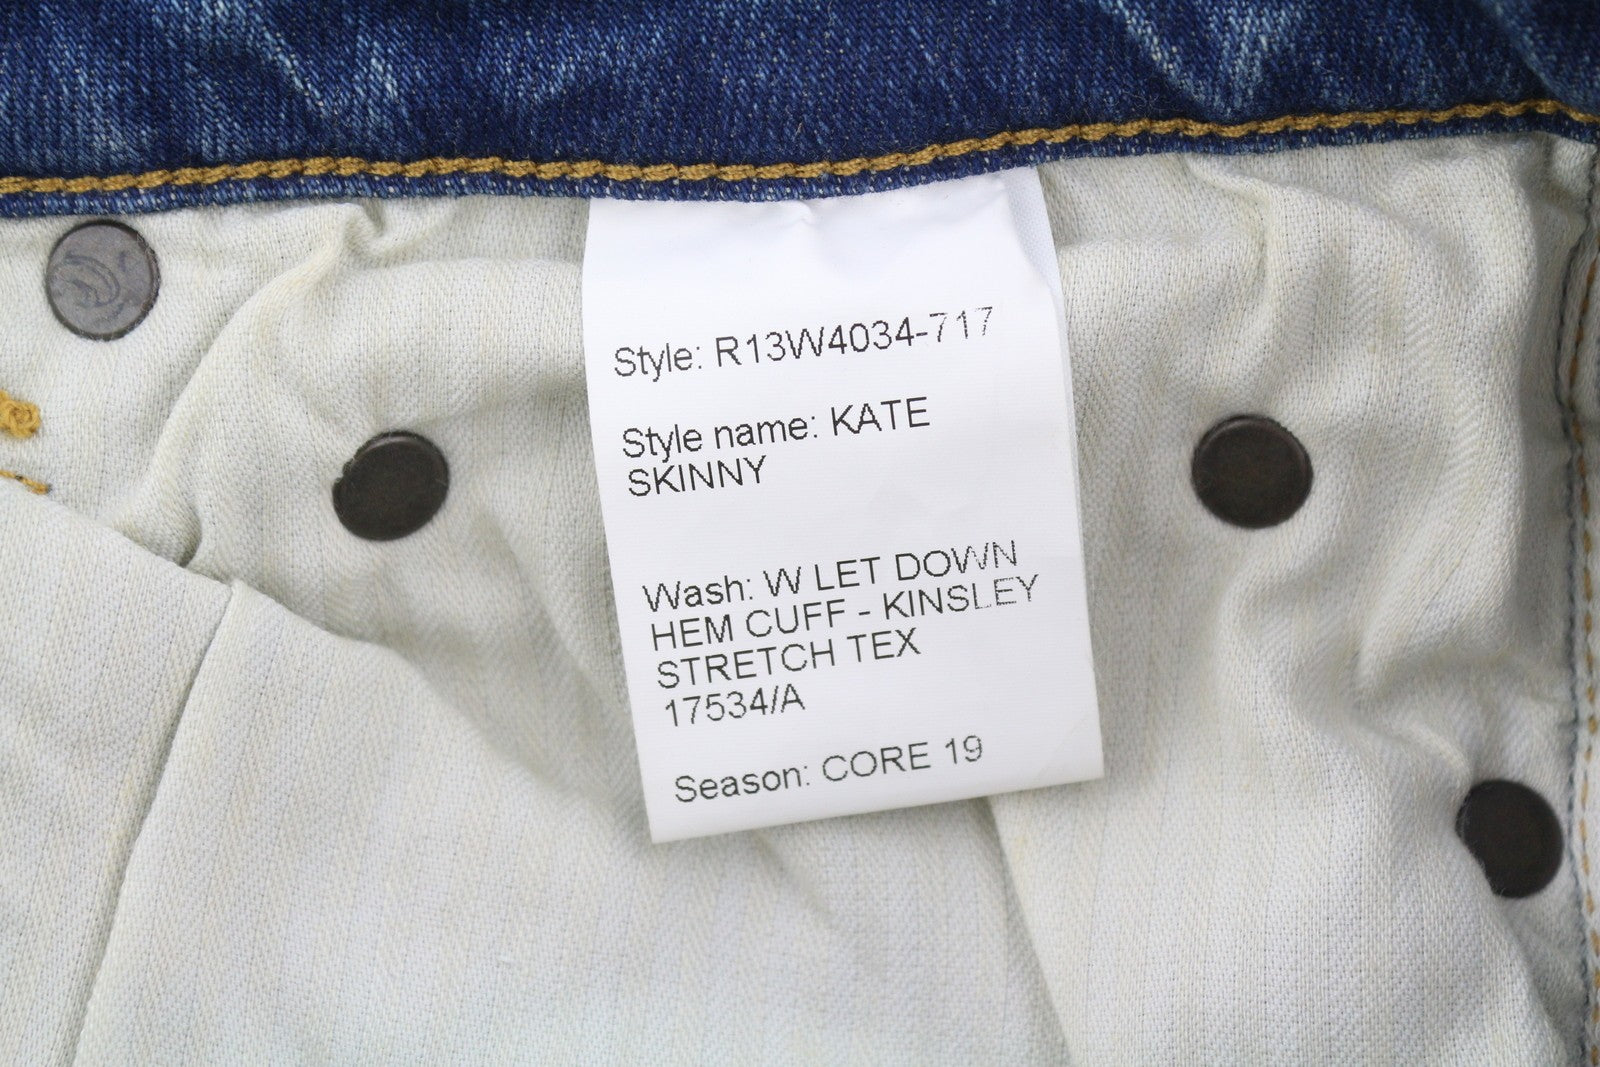 Style: R13W4034-717
Style name: KATE
SKINNY
Wash: W LET DOWN
HEM CUFF - KINSLEY
STRETCH TEX
17534/A
Season: CORE 19